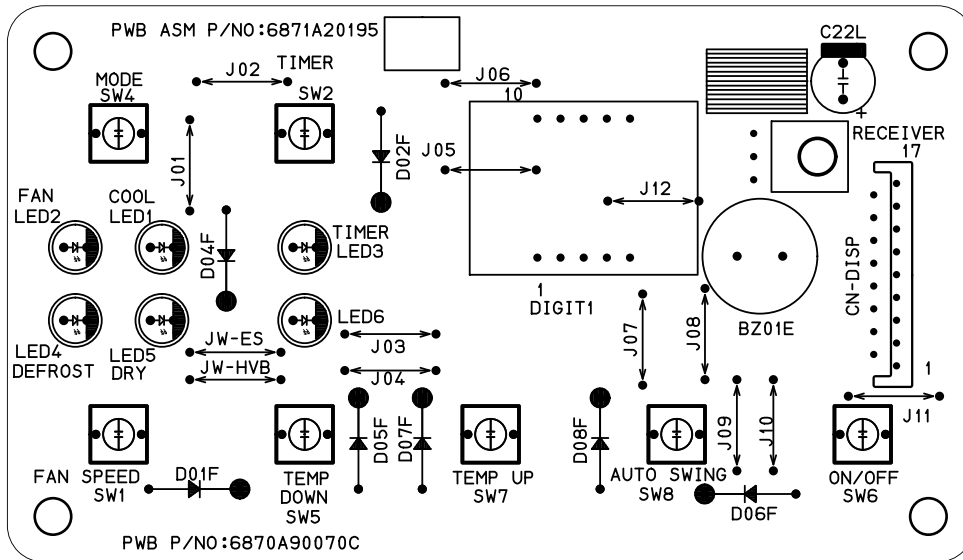 PWB ASM P/NO:6871A20195
C22L
J02
TIMER
J06
MODE
SW4
SW2
10
+
RECEIVER
17
J01
D02F
J05
J12
FAN
LED2
COOL
LED1
D04F
TIMER
LED3
CN-DISP
1
DIGIT1
BZ01E
LED4
DEFROST
LED5
DRY
LED6
JW-ES
JW-HVB
J03
J04
J07
J08
1
J11
D05F
D07F
D08F
J09
J10
FAN SPEED
SW1
D01F
TEMP
DOWN
SW5
TEMP UP
SW7
AUTO SWING
SW8
D06F
ON/OFF
SW6
PWB P/NO:6870A90070C